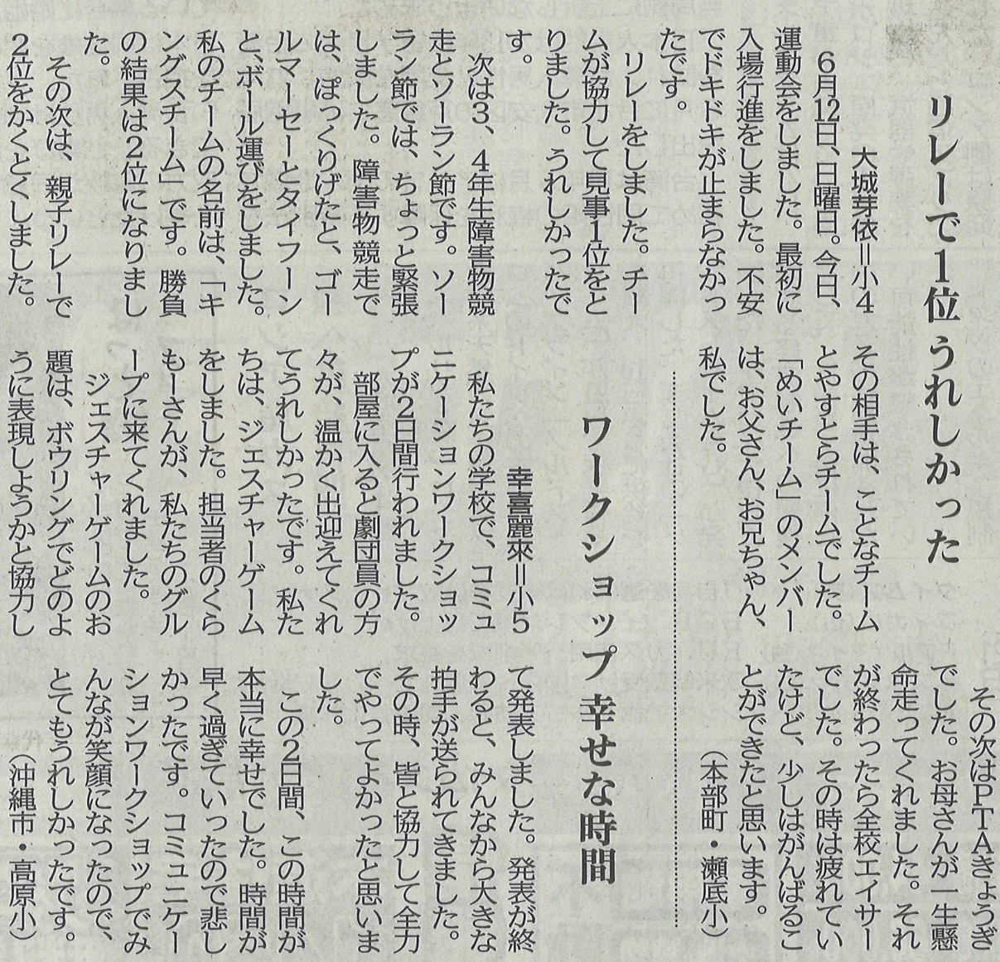 リレーで1位 うれしかった
大城芽依＝小4
6月12日、日曜日。今日、
運動会をしました。最初に
入場行進をしました。不安
でドキドキが止まらなかっ
たです。
リレーをしました。チー
ムが協力して見事1位をと
りました。うれしかったで
す。
次は3、4年生障害物競
走とソーラン節です。ソー
ラン節では、ちょっと緊張
しました。障害物競走で
は、ぽっくりげたと、ゴー
ルマーセーとタイフーン
と、ボール運びをしました。
私のチームの名前は、「キ
ングスチーム」です。勝負
の結果は2位になりまし
た。
その次は、親子リレーで
2位をかくとくしました。
その相手は、ことなチーム
とやすとらチームでした。
「めいチーム」のメンバー
は、お父さん、お兄ちゃん、
私でした。
その次はPTAきょうぎ
でした。お母さんが一生懸
命走ってくれました。それ
が終わったら全校エイサー
でした。その時は疲れてい
たけど、少しはがんばるこ
とができたと思います。
（本部町・瀬底小）
ワークショップ 幸せな時間
幸喜麗來＝小5
私たちの学校で、コミュ
ニケーションワークショッ
プが2日間行われました。
部屋に入ると劇団員の方
々が、温かく出迎えてくれ
てうれしかったです。私た
ちは、ジェスチャーゲーム
をしました。担当者のくら
もーさんが、私たちのグル
ープに来てくれました。
ジェスチャーゲームのお
題は、ボウリングでどのよ
うに表現しようかと協力し
て発表しました。発表が終
わると、みんなから大きな
拍手が送られてきました。
その時、皆と協力して全力
でやってよかったと思いま
した。
この2日間、この時間が
本当に幸せでした。時間が
早く過ぎていったので悲し
かったです。コミュニケー
ションワークショップでみ
んなが笑顔になったので、
とてもうれしかったです。
（沖縄市・高原小）